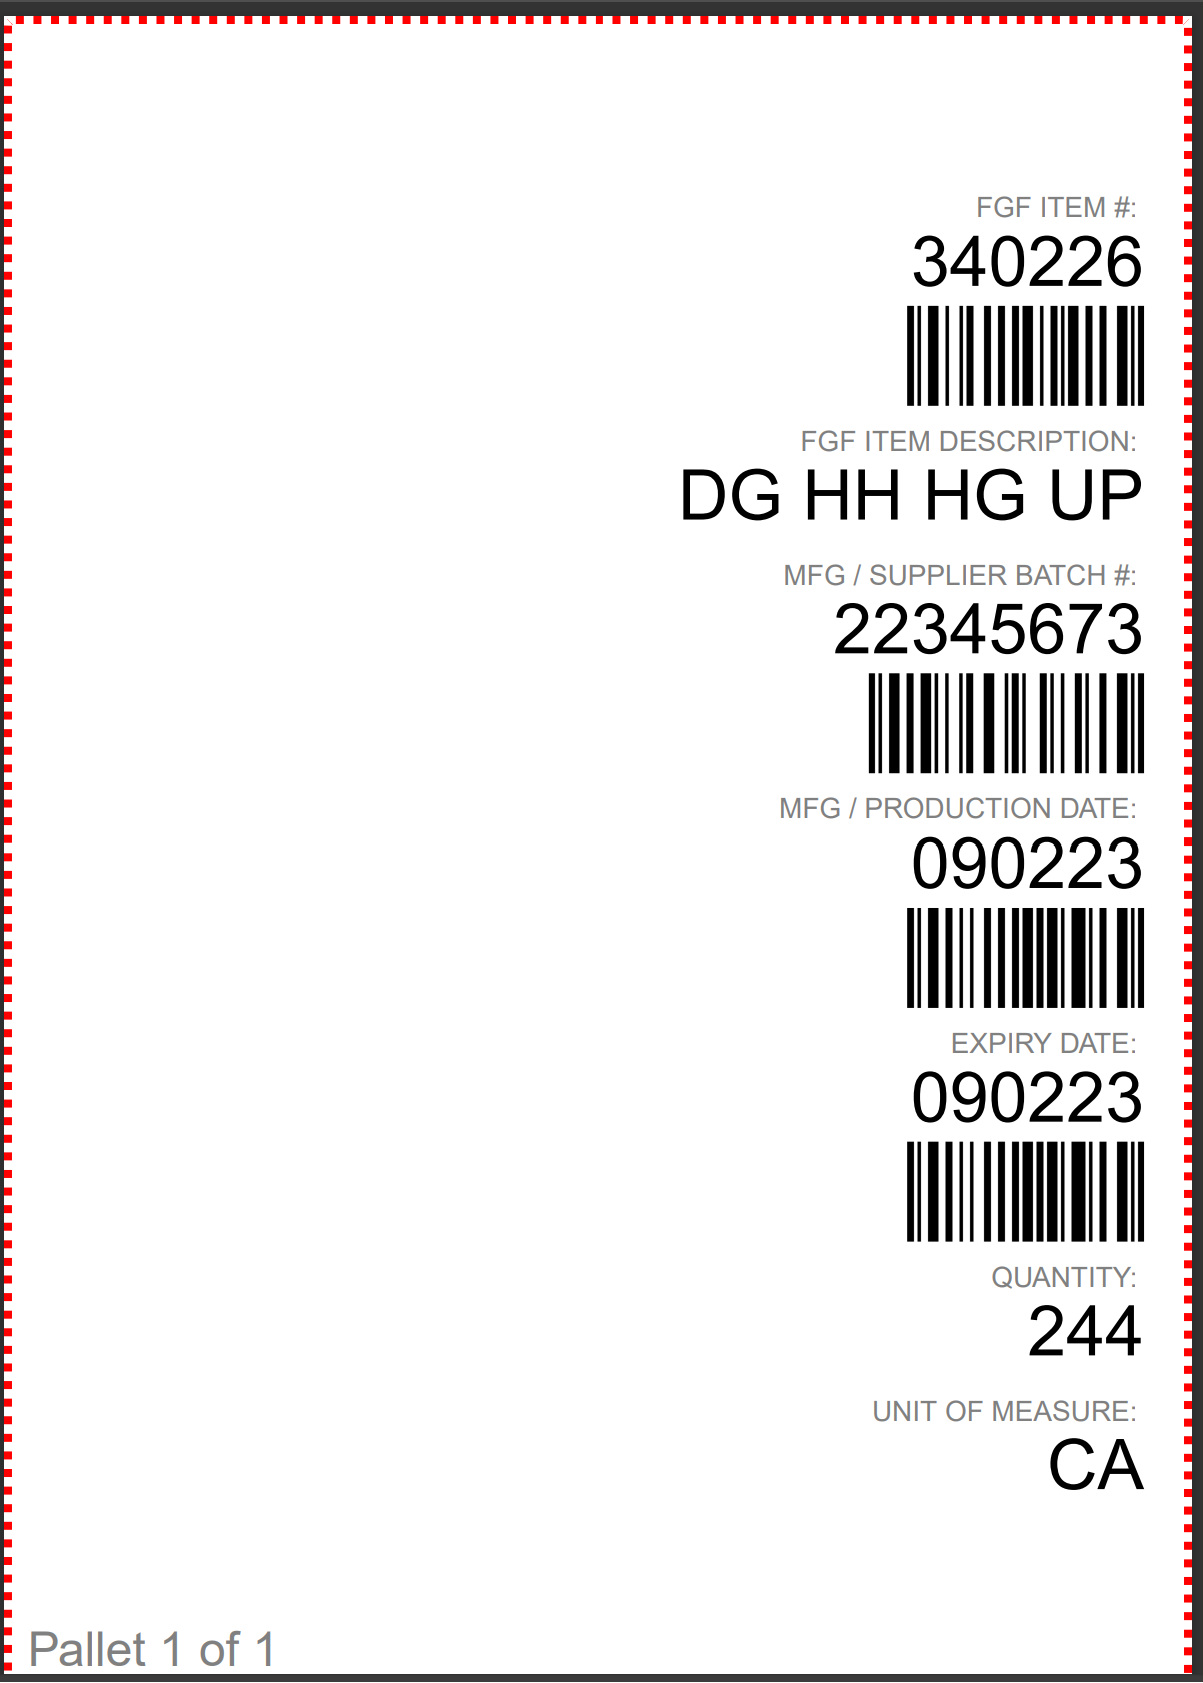 FGF ITEM #:
340226
FGF ITEM DESCRIPTION:
DG HH HG UP
MFG / SUPPLIER BATCH #:
22345673
MFG / PRODUCTION DATE:
090223
EXPIRY DATE:
090223
QUANTITY:
244
UNIT OF MEASURE:
CA
Pallet 1 of 1